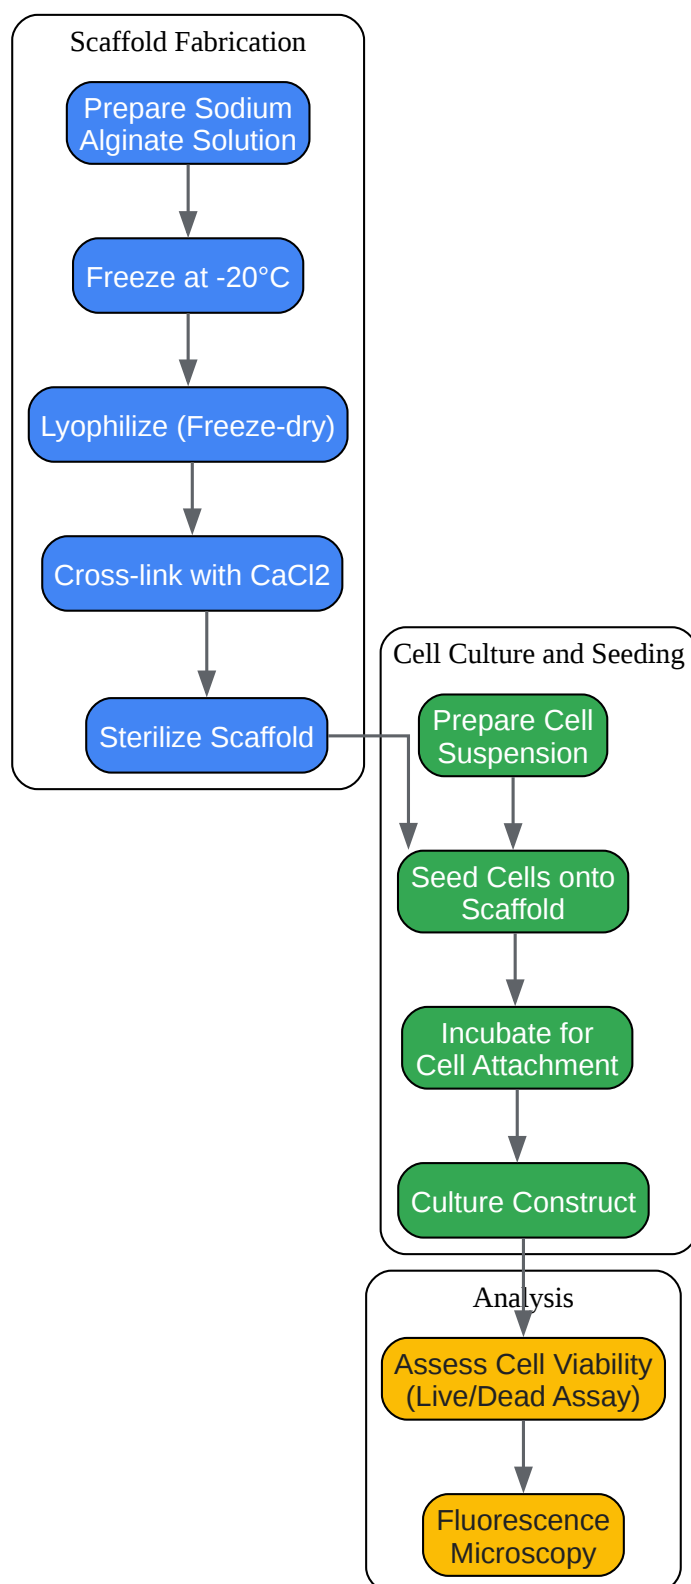 Scaffold Fabrication
Prepare Sodium
Alginate Solution
Freeze at -20°C
Lyophilize (Freeze-dry)
Cross-link with CaCl2
Sterilize Scaffold
Cell Culture and Seeding
Prepare Cell
Suspension
Seed Cells onto
Scaffold
Incubate for
Cell Attachment
Culture Construct
Analysis
Assess Cell Viability
(Live/Dead Assay)
Fluorescence
Microscopy